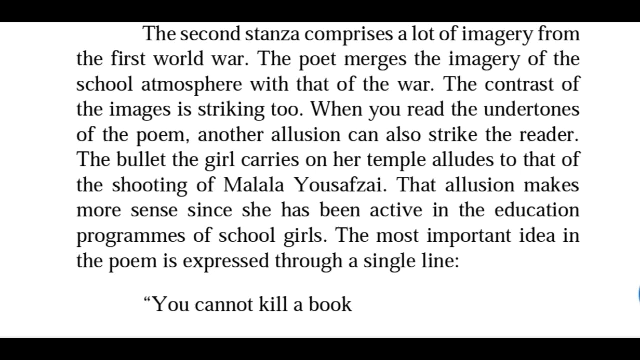 The second stanza comprises a lot of imagery from
the first world war. The poet merges the imagery of the
school atmosphere with that of the war. The contrast of
the images is striking too. When you read the undertones
of the poem, another allusion can also strike the reader.
The bullet the girl carries on her temple alludes to that of
the shooting of Malala Yousafzai. That allusion makes
more sense since she has been active in the education
programmes of school girls. The most important idea in
the poem is expressed through a single line:
“You cannot kill a book